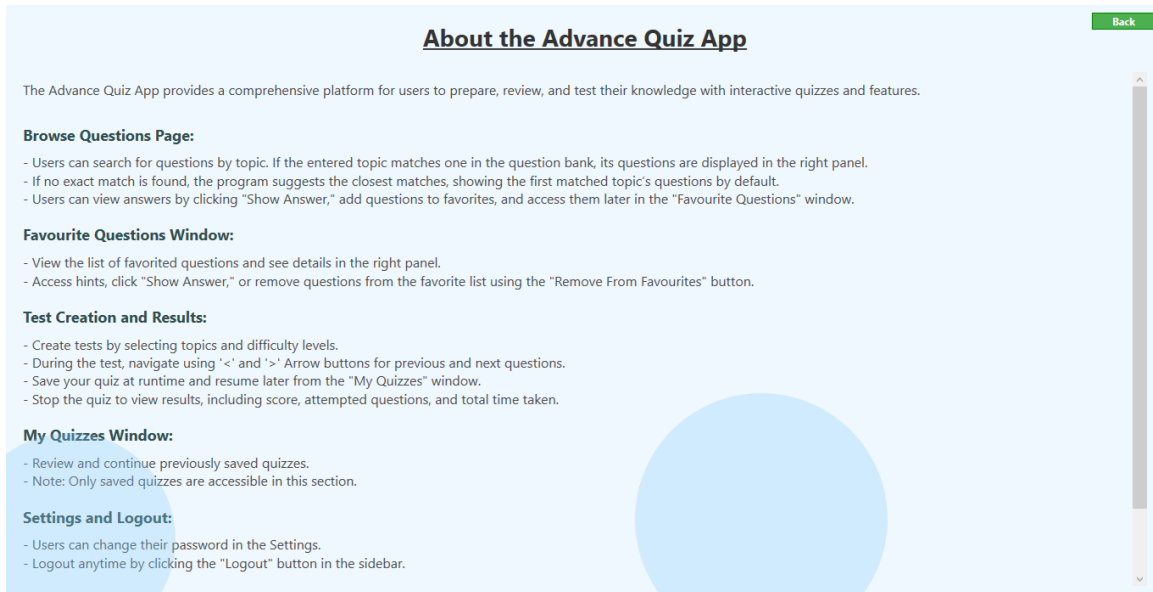 Back
About the Advance Quiz App
The Advance Quiz App provides a comprehensive platform for users to prepare, review, and test their knowledge with interactive quizzes and features.
Browse Questions Page:
- Users can search for questions by topic. If the entered topic matches one in the question bank, its questions are displayed in the right panel.
- If no exact match is found, the program suggests the closest matches, showing the first matched topic's questions by default.
- Users can view answers by clicking "Show Answer," add questions to favorites, and access them later in the "Favourite Questions" window.
Favourite Questions Window:
- View the list of favorited questions and see details in the right panel.
- Access hints, click "Show Answer," or remove questions from the favorite list using the "Remove From Favourites" button.
Test Creation and Results:
- Create tests by selecting topics and difficulty levels.
- During the test, navigate using '<' and '>' Arrow buttons for previous and next questions.
- Save your quiz at runtime and resume later from the "My Quizzes" window.
- Stop the quiz to view results, including score, attempted questions, and total time taken.
My Quizzes Window:
- Review and continue previously saved quizzes.
- Note: Only saved quizzes are accessible in this section.
Settings and Logout:
- Users can change their password in the Settings.
- Logout anytime by clicking the "Logout" button in the sidebar.